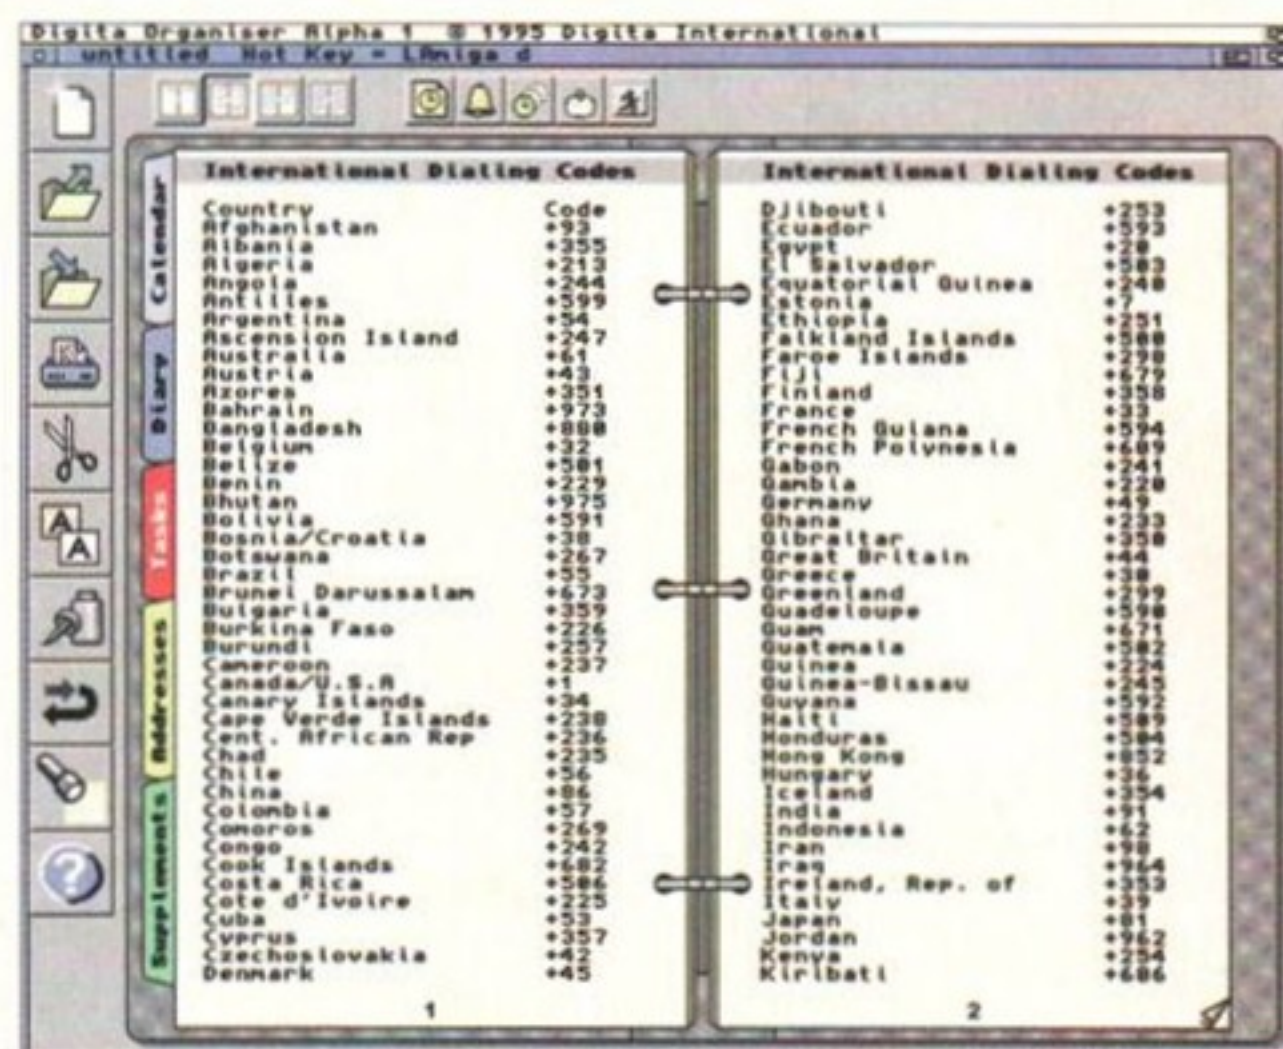 Digita Organiser Alpha 1 © 1995 Digita International
untitled Hot Key = LAmiga d
Calendar
Diary
Tasks
Addresses
Supplements
International Dialing Codes
Country Code
Afghanistan +93
Albania +355
Algeria +213
Angola +244
Antilles +599
Argentina +54
Ascension Island +247
Australia +61
Austria +43
Azores +351
Bahrain +973
Bangladesh +880
Belgium +32
Belize +501
Benin +229
Bhutan +975
Bolivia +591
Bosnia/Croatia +38
Botswana +267
Brazil +55
Brunei Darussalam +673
Bulgaria +359
Burkina Faso +226
Burundi +257
Cameroon +237
Canada/U.S.A +1
Canary Islands +34
Cape Verde Islands +238
Cent. African Rep +236
Chad +235
Chile +56
China +86
Colombia +57
Comoros +269
Congo +242
Cook Islands +682
Costa Rica +506
Cote d'Ivoire +225
Cuba +53
Cyprus +357
Czechoslovakia +42
Denmark +45
1
International Dialing Codes
Djibouti +253
Ecuador +593
Egypt +20
El Salvador +503
Equatorial Guinea +240
Estonia +7
Ethiopia +251
Falkland Islands +500
Faroe Islands +298
Fiji +679
Finland +358
France +33
French Guiana +594
French Polynesia +689
Gabon +241
Gambia +220
Germany +49
Ghana +233
Gibraltar +350
Great Britain +44
Greece +30
Greenland +299
Guadeloupe +590
Guam +671
Guatemala +502
Guinea +224
Guinea-Bissau +245
Guyana +592
Haiti +509
Honduras +504
Hong Kong +852
Hungary +36
Iceland +354
India +91
Indonesia +62
Iran +98
Iraq +964
Ireland, Rep. of +353
Italy +39
Japan +81
Jordan +962
Kenya +254
Kiribati +686
2